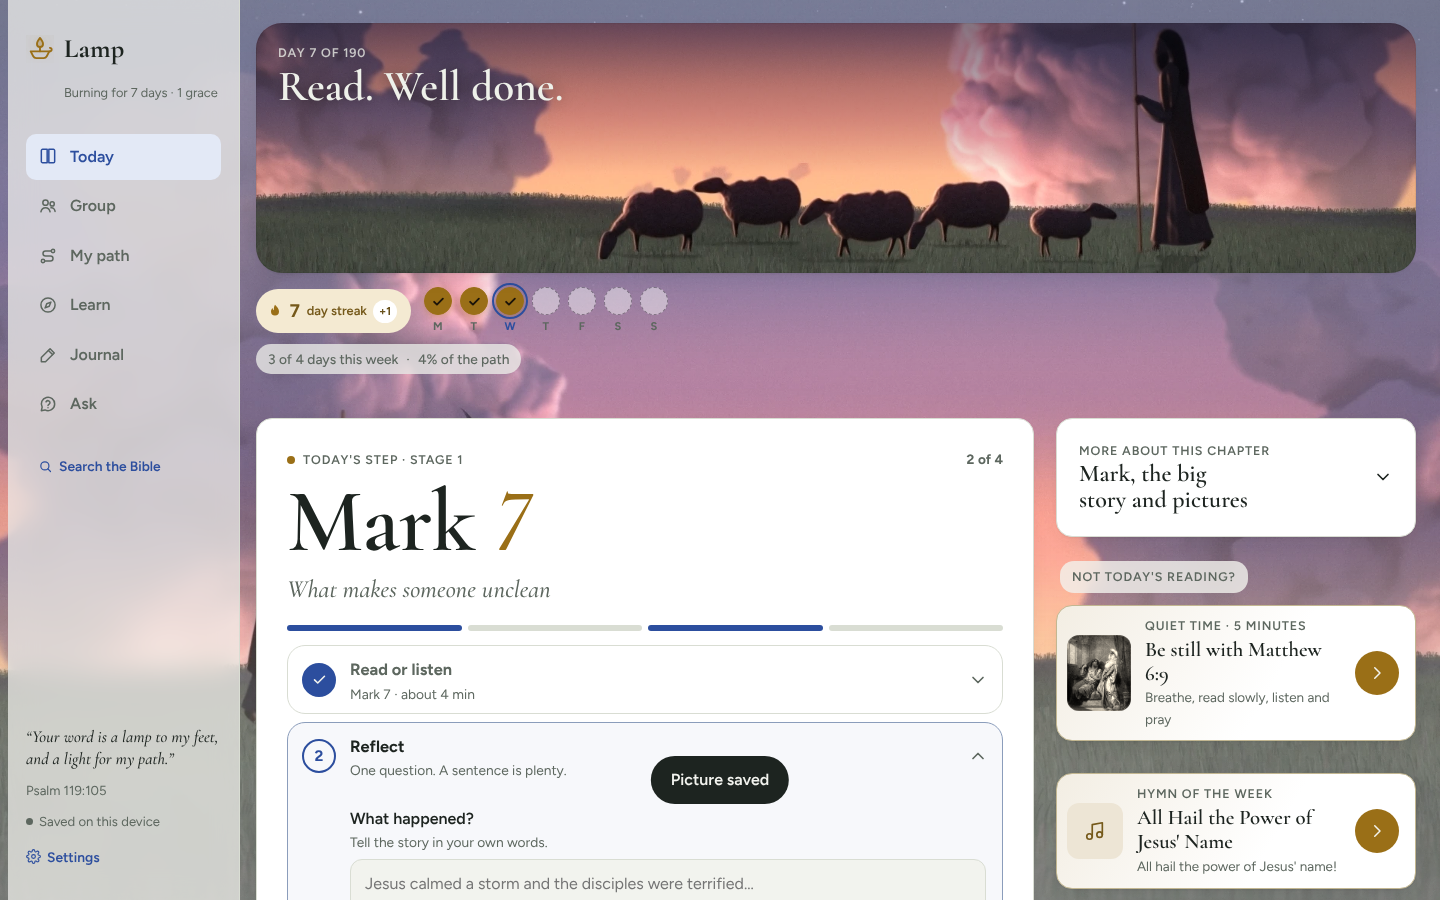 Lamp
Burning for 7 days · 1 grace
Today
Group
My path
Learn
Journal
Ask
Search the Bible
“Your word is a lamp to my feet,
and a light for my path.”
Psalm 119:105
Saved on this device
Settings
DAY 7 OF 190
Read. Well done.
7 day streak +1
M T W T F S S
3 of 4 days this week · 4% of the path
TODAY'S STEP · STAGE 1
2 of 4
Mark 7
What makes someone unclean
Read or listen
Mark 7 · about 4 min
2
Reflect
One question. A sentence is plenty.
Picture saved
What happened?
Tell the story in your own words.
Jesus calmed a storm and the disciples were terrified...
MORE ABOUT THIS CHAPTER
Mark, the big
story and pictures
NOT TODAY'S READING?
QUIET TIME · 5 MINUTES
Be still with Matthew
6:9
Breathe, read slowly, listen and
pray
HYMN OF THE WEEK
All Hail the Power of
Jesus' Name
All hail the power of Jesus' name!